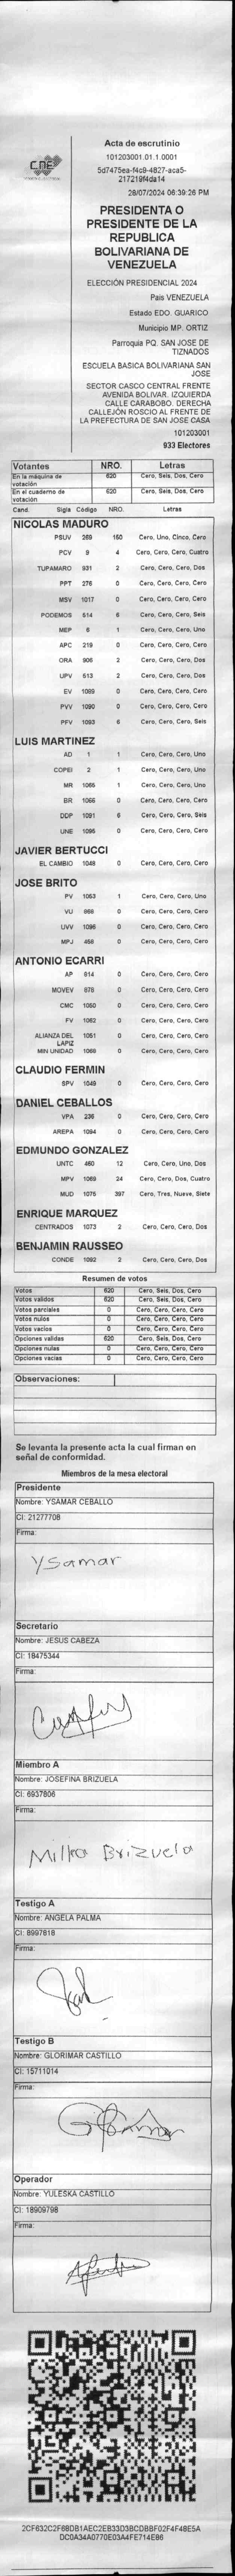 CNE
Acta de escrutinio
101203001.01.1.0001
5d7475ea-f4c9-4827-aca5-
217219f4da14
28/07/2024 06:39:26 PM
PRESIDENTA O
PRESIDENTE DE LA
REPUBLICA
BOLIVARIANA DE
VENEZUELA
ELECCIÓN PRESIDENCIAL 2024
Pais VENEZUELA
Estado EDO. GUARICO
Municipio MP. ORTIZ
Parroquia PQ. SAN JOSE DE
TIZNADOS
ESCUELA BASICA BOLIVARIANA SAN
JOSE
SECTOR CASCO CENTRAL FRENTE
AVENIDA BOLIVAR. IZQUIERDA
CALLE CARABOBO. DERECHA
CALLEJÓN ROSCIO AL FRENTE DE
LA PREFECTURA DE SAN JOSE CASA
101203001
933 Electores
Votantes NRO. Letras
En la máquina de votación 620 Cero, Seis, Dos, Cero
En el cuaderno de votación 620 Cero, Seis, Dos, Cero
Cand. Sigla Código NRO. Letras
NICOLAS MADURO
PSUV 269 150 Cero, Uno, Cinco, Cero
PCV 9 4 Cero, Cero, Cero, Cuatro
TUPAMARO 931 2 Cero, Cero, Cero, Dos
PPT 276 0 Cero, Cero, Cero, Cero
MSV 1017 0 Cero, Cero, Cero, Cero
PODEMOS 514 6 Cero, Cero, Cero, Seis
MEP 6 1 Cero, Cero, Cero, Uno
APC 219 0 Cero, Cero, Cero, Cero
ORA 906 2 Cero, Cero, Cero, Dos
UPV 513 2 Cero, Cero, Cero, Dos
EV 1089 0 Cero, Cero, Cero, Cero
PVV 1090 0 Cero, Cero, Cero, Cero
PFV 1093 6 Cero, Cero, Cero, Seis
LUIS MARTINEZ
AD 1 1 Cero, Cero, Cero, Uno
COPEI 2 1 Cero, Cero, Cero, Uno
MR 1065 1 Cero, Cero, Cero, Uno
BR 1066 0 Cero, Cero, Cero, Cero
DDP 1091 6 Cero, Cero, Cero, Seis
UNE 1095 0 Cero, Cero, Cero, Cero
JAVIER BERTUCCI
EL CAMBIO 1048 0 Cero, Cero, Cero, Cero
JOSE BRITO
PV 1053 1 Cero, Cero, Cero, Uno
VU 868 0 Cero, Cero, Cero, Cero
UVV 1096 0 Cero, Cero, Cero, Cero
MPJ 458 0 Cero, Cero, Cero, Cero
ANTONIO ECARRI
AP 814 0 Cero, Cero, Cero, Cero
MOVEV 878 0 Cero, Cero, Cero, Cero
CMC 1050 0 Cero, Cero, Cero, Cero
FV 1062 0 Cero, Cero, Cero, Cero
ALIANZA DEL LAPIZ 1051 0 Cero, Cero, Cero, Cero
MIN UNIDAD 1068 0 Cero, Cero, Cero, Cero
CLAUDIO FERMIN
SPV 1049 0 Cero, Cero, Cero, Cero
DANIEL CEBALLOS
VPA 236 0 Cero, Cero, Cero, Cero
AREPA 1094 0 Cero, Cero, Cero, Cero
EDMUNDO GONZALEZ
UNTC 460 12 Cero, Cero, Uno, Dos
MPV 1069 24 Cero, Cero, Dos, Cuatro
MUD 1075 397 Cero, Tres, Nueve, Siete
ENRIQUE MARQUEZ
CENTRADOS 1073 2 Cero, Cero, Cero, Dos
BENJAMIN RAUSSEO
CONDE 1092 2 Cero, Cero, Cero, Dos
Resumen de votos
Votos 620 Cero, Seis, Dos, Cero
Votos validos 620 Cero, Seis, Dos, Cero
Votos parciales 0 Cero, Cero, Cero, Cero
Votos nulos 0 Cero, Cero, Cero, Cero
Votos vacios 0 Cero, Cero, Cero, Cero
Opciones validas 620 Cero, Seis, Dos, Cero
Opciones nulas 0 Cero, Cero, Cero, Cero
Opciones vacias 0 Cero, Cero, Cero, Cero
Observaciones:
Se levanta la presente acta la cual firman en
señal de conformidad.
Miembros de la mesa electoral
Presidente
Nombre: YSAMAR CEBALLO
CI: 21277708
Firma:
Ysamar
Secretario
Nombre: JESUS CABEZA
CI: 18475344
Firma:
Miembro A
Nombre: JOSEFINA BRIZUELA
CI: 6937806
Firma:
Brizuela
Testigo A
Nombre: ANGELA PALMA
CI: 8997818
Firma:
Testigo B
Nombre: GLORIMAR CASTILLO
CI: 15711014
Firma:
Operador
Nombre: YULESKA CASTILLO
CI: 18909798
Firma:
2CF632C2F68DB1AEC2EB33D3BCDBBF02F4F48E5A
DC0A34A0770E03A4FE714E86